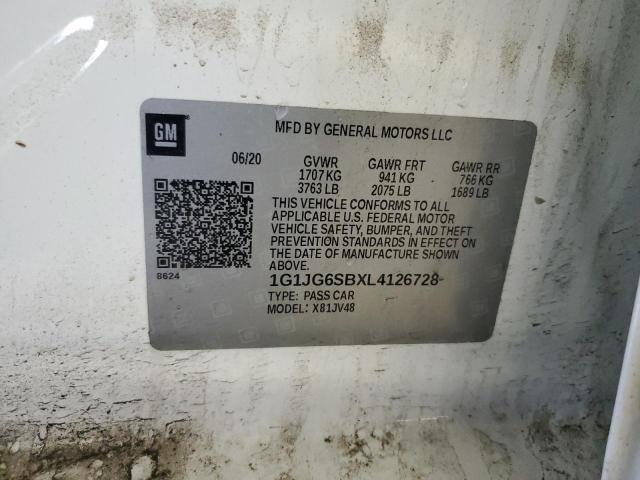 GM
MFD BY GENERAL MOTORS LLC
06/20 GVWR GAWR FRT GAWR RR
1707 KG 941 KG 766 KG
3763 LB 2075 LB 1689 LB
THIS VEHICLE CONFORMS TO ALL
APPLICABLE U.S. FEDERAL MOTOR
VEHICLE SAFETY, BUMPER, AND THEFT
PREVENTION STANDARDS IN EFFECT ON
THE DATE OF MANUFACTURE SHOWN
ABOVE.
8624
1G1JG6SBXL4126728
TYPE: PASS CAR
MODEL: X81JV48